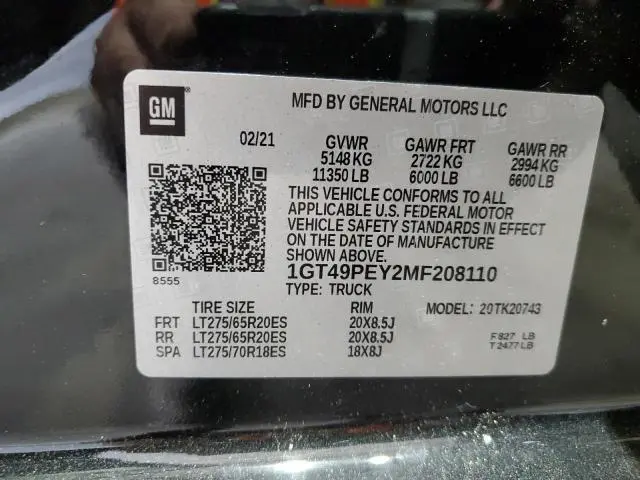 GM
MFD BY GENERAL MOTORS LLC
02/21 GVWR GAWR FRT GAWR RR
5148 KG 2722 KG 2994 KG
11350 LB 6000 LB 6600 LB
THIS VEHICLE CONFORMS TO ALL
APPLICABLE U.S. FEDERAL MOTOR
VEHICLE SAFETY STANDARDS IN EFFECT
ON THE DATE OF MANUFACTURE
SHOWN ABOVE.
8555
1GT49PEY2MF208110
TYPE: TRUCK
TIRE SIZE RIM MODEL: 20TK20743
FRT LT275/65R20ES 20X8.5J
RR LT275/65R20ES 20X8.5J
SPA LT275/70R18ES 18X8J
F827 LB
T2477LB